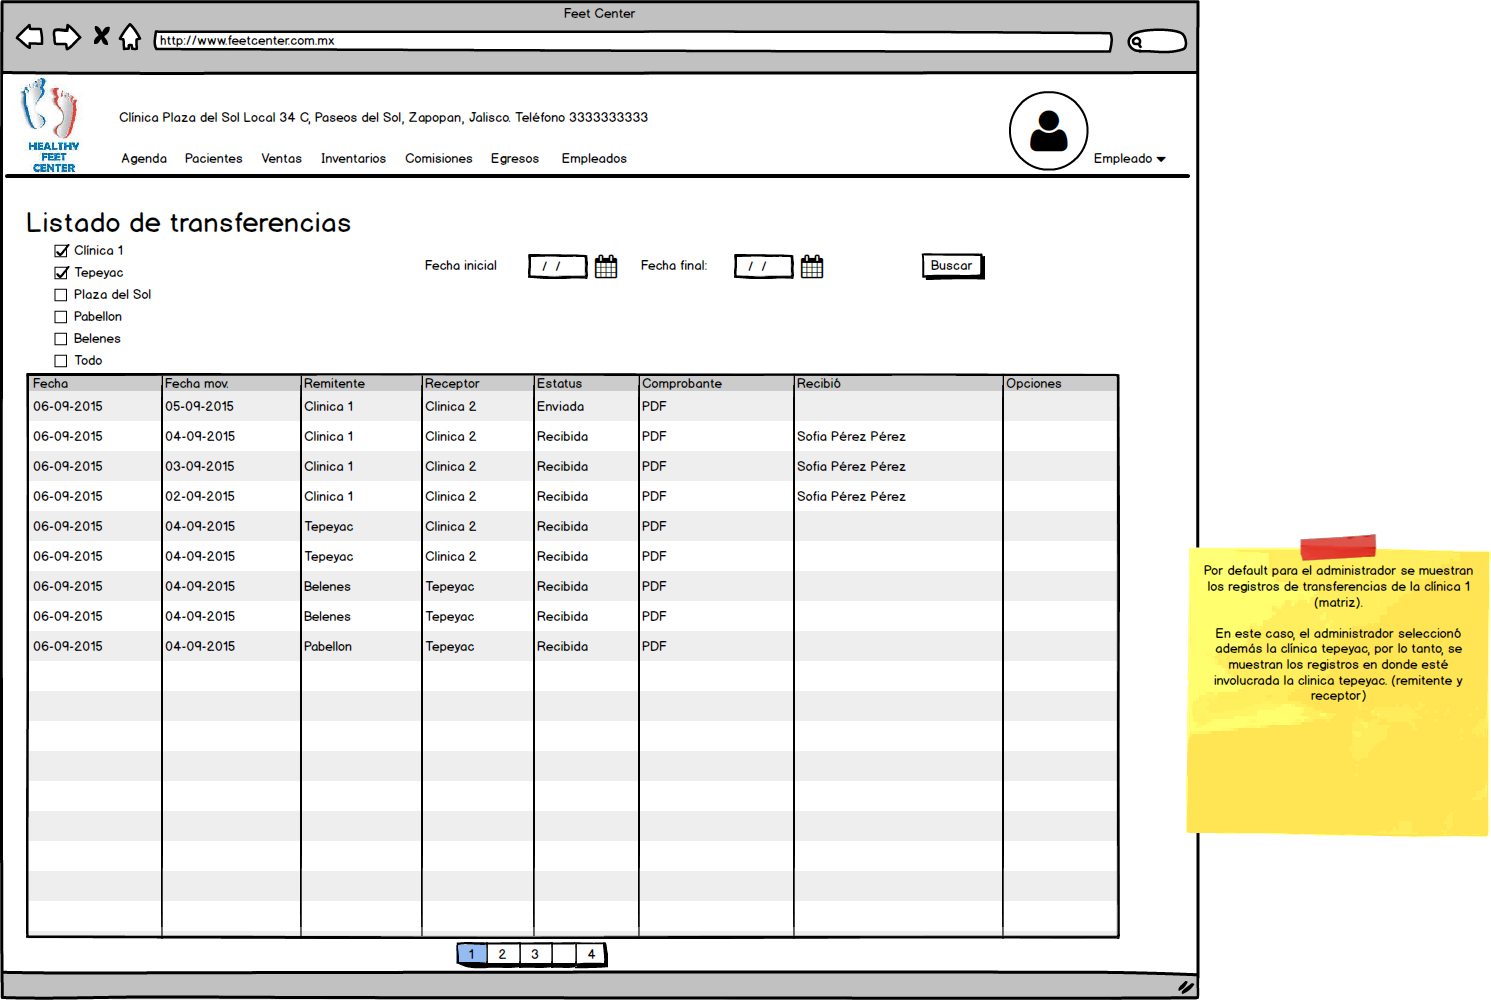 Feet Center
http://www.feetcenter.com.mx
HEALTHY
FEET
CENTER
Clínica Plaza del Sol Local 34 C, Paseos del Sol, Zapopan, Jalisco. Teléfono 3333333333
Agenda Pacientes Ventas Inventarios Comisiones Egresos Empleados
Empleado
Listado de transferencias
Clínica 1
Tepeyac
Plaza del Sol
Pabellon
Belenes
Todo
Fecha inicial / / Fecha final: / / Buscar
Fecha Fecha mov. Remitente Receptor Estatus Comprobante Recibió Opciones
06-09-2015 05-09-2015 Clinica 1 Clinica 2 Enviada PDF
06-09-2015 04-09-2015 Clinica 1 Clinica 2 Recibida PDF Sofia Pérez Pérez
06-09-2015 03-09-2015 Clinica 1 Clinica 2 Recibida PDF Sofia Pérez Pérez
06-09-2015 02-09-2015 Clinica 1 Clinica 2 Recibida PDF Sofia Pérez Pérez
06-09-2015 04-09-2015 Tepeyac Clinica 2 Recibida PDF
06-09-2015 04-09-2015 Tepeyac Clinica 2 Recibida PDF
06-09-2015 04-09-2015 Belenes Tepeyac Recibida PDF
06-09-2015 04-09-2015 Belenes Tepeyac Recibida PDF
06-09-2015 04-09-2015 Pabellon Tepeyac Recibida PDF
1 2 3 4
Por default para el administrador se muestran
los registros de transferencias de la clínica 1
(matriz).
En este caso, el administrador seleccionó
además la clínica tepeyac, por lo tanto, se
muestran los registros en donde esté
involucrada la clinica tepeyac. (remitente y
receptor)